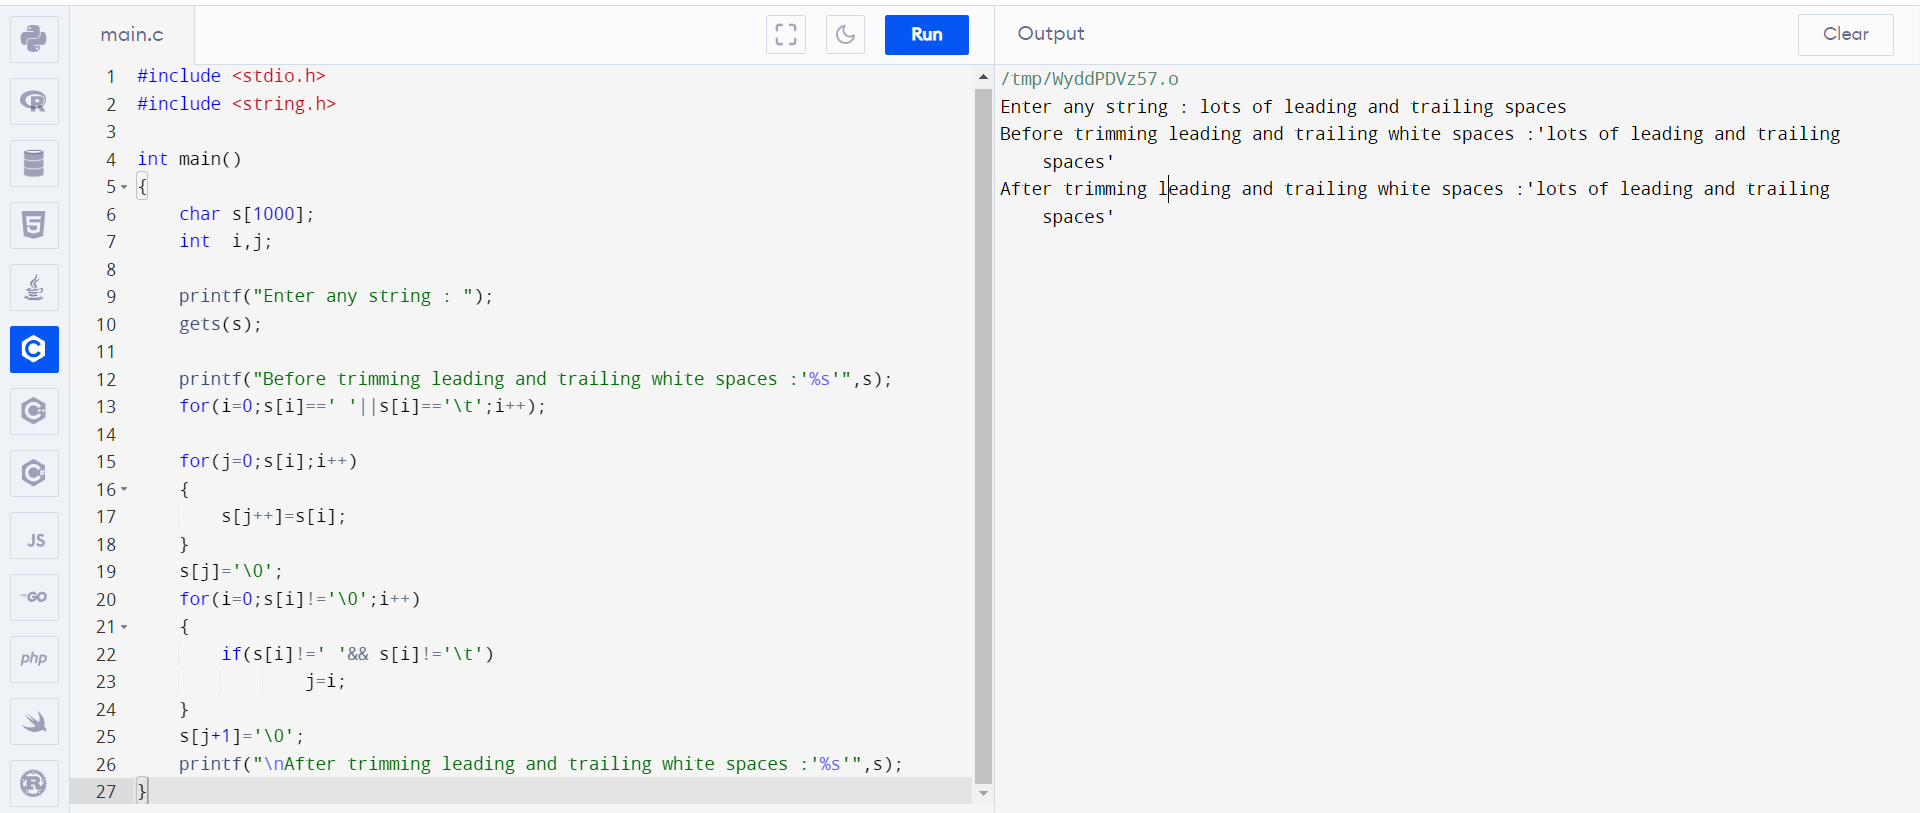 main.c
Run
Output
Clear
1 #include <stdio.h>
2 #include <string.h>
3
4 int main()
5 {
6 char s[1000];
7 int  i,j;
8
9 printf("Enter any string : ");
10 gets(s);
11
12 printf("Before trimming leading and trailing white spaces :'%s'",s);
13 for(i=0;s[i]==' '||s[i]=='\t';i++);
14
15 for(j=0;s[i];i++)
16 {
17 s[j++]=s[i];
18 }
19 s[j]='\0';
20 for(i=0;s[i]!='\0';i++)
21 {
22 if(s[i]!=' '&& s[i]!='\t')
23 j=i;
24 }
25 s[j+1]='\0';
26 printf("\nAfter trimming leading and trailing white spaces :'%s'",s);
27 }
/tmp/WyddPDVz57.o
Enter any string : lots of leading and trailing spaces
Before trimming leading and trailing white spaces :'lots of leading and trailing
spaces'
After trimming leading and trailing white spaces :'lots of leading and trailing
spaces'
R
5
C
C
C
JS
GO
php
R